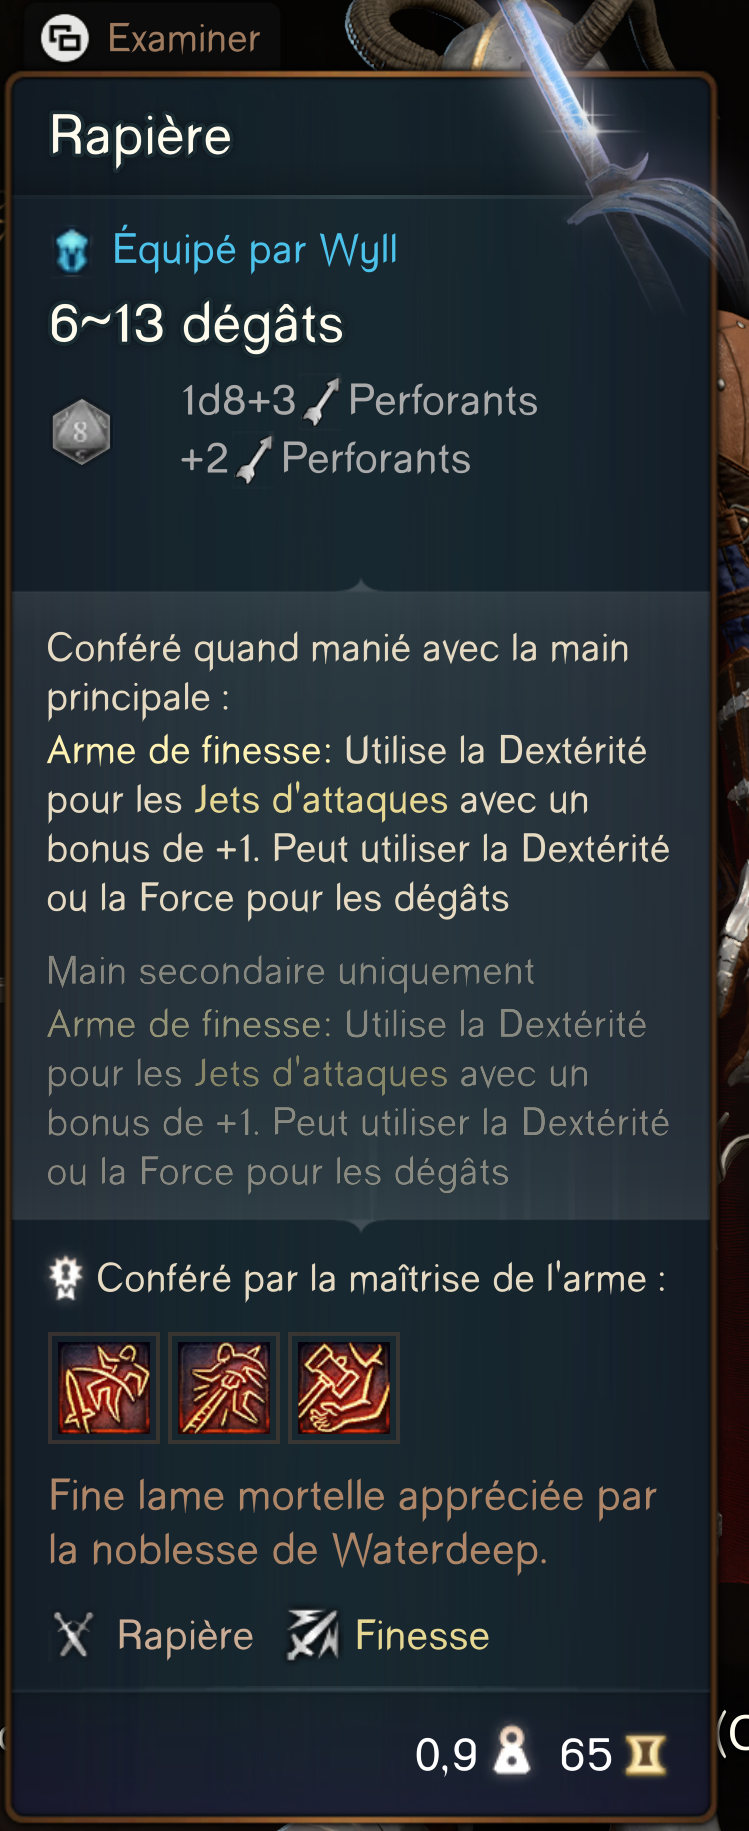 Examiner
Rapière
Équipé par Wyll
6~13 dégâts
8
1d8+3 Perforants
+2 Perforants
Conféré quand manié avec la main
principale :
Arme de finesse: Utilise la Dextérité
pour les Jets d'attaques avec un
bonus de +1. Peut utiliser la Dextérité
ou la Force pour les dégâts
Main secondaire uniquement
Arme de finesse: Utilise la Dextérité
pour les Jets d'attaques avec un
bonus de +1. Peut utiliser la Dextérité
ou la Force pour les dégâts
Conféré par la maîtrise de l'arme :
Fine lame mortelle appréciée par
la noblesse de Waterdeep.
Rapière Finesse
0,9 65